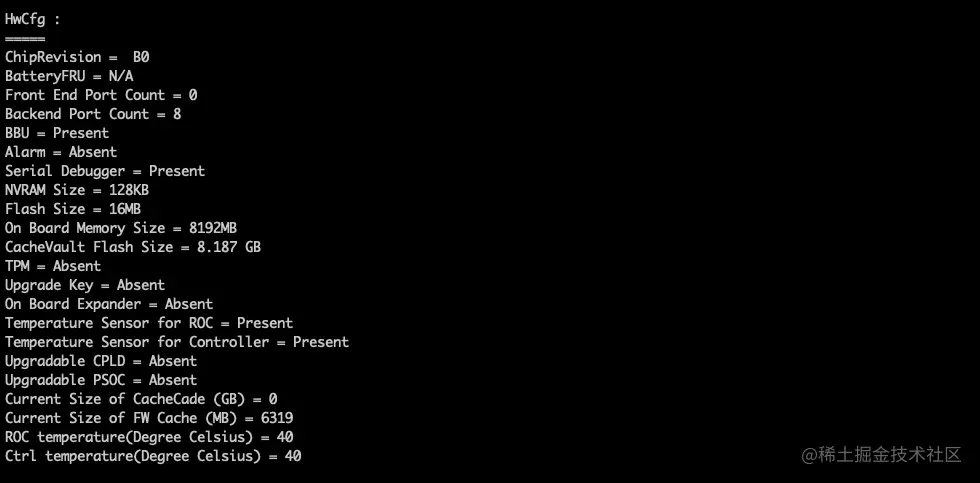 HwCfg :
=====
ChipRevision =  B0
BatteryFRU = N/A
Front End Port Count = 0
Backend Port Count = 8
BBU = Present
Alarm = Absent
Serial Debugger = Present
NVRAM Size = 128KB
Flash Size = 16MB
On Board Memory Size = 8192MB
CacheVault Flash Size = 8.187 GB
TPM = Absent
Upgrade Key = Absent
On Board Expander = Absent
Temperature Sensor for ROC = Present
Temperature Sensor for Controller = Present
Upgradable CPLD = Absent
Upgradable PSOC = Absent
Current Size of CacheCade (GB) = 0
Current Size of FW Cache (MB) = 6319
ROC temperature(Degree Celsius) = 40
Ctrl temperature(Degree Celsius) = 40
@稀土掘金技术社区